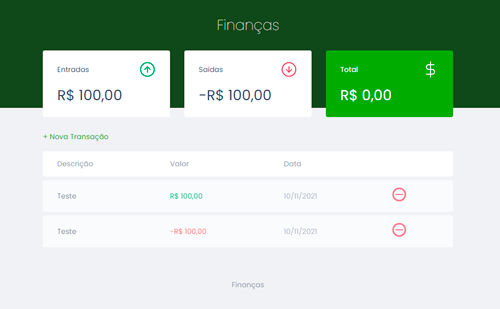 Finanças
Entradas
R$ 100,00
Saídas
-R$ 100,00
Total
R$ 0,00
+ Nova Transação
Descrição Valor Data
Teste R$ 100,00 10/11/2021
Teste -R$ 100,00 10/11/2021
Finanças